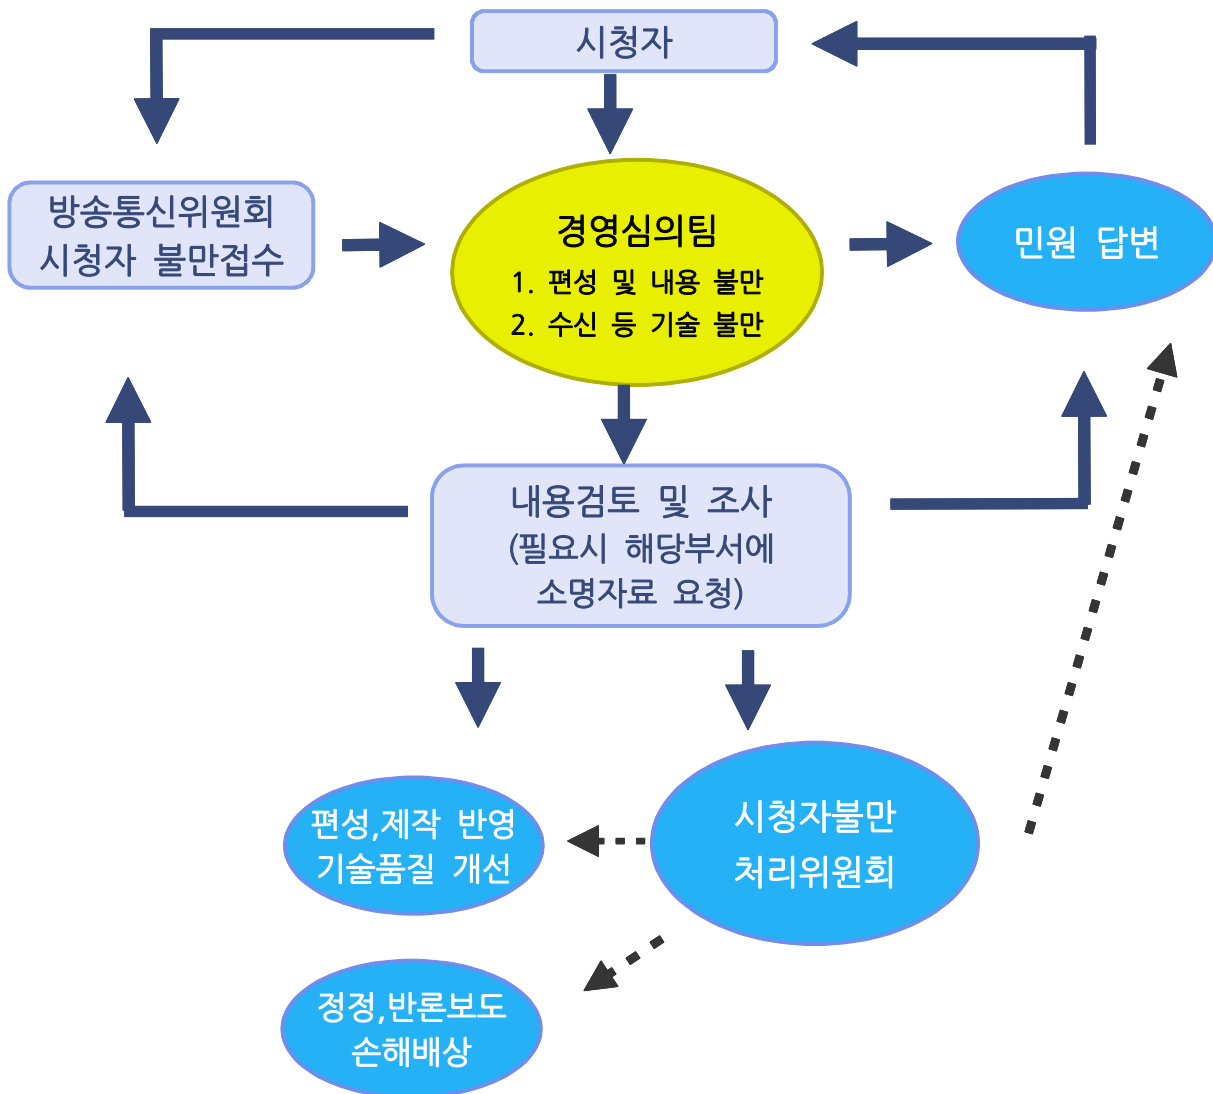 시청자
방송통신위원회
시청자 불만접수
경영심의팀
1. 편성 및 내용 불만
2. 수신 등 기술 불만
민원 답변
내용검토 및 조사
(필요시 해당부서에
소명자료 요청)
편성,제작 반영
기술품질 개선
시청자불만
처리위원회
정정,반론보도
손해배상